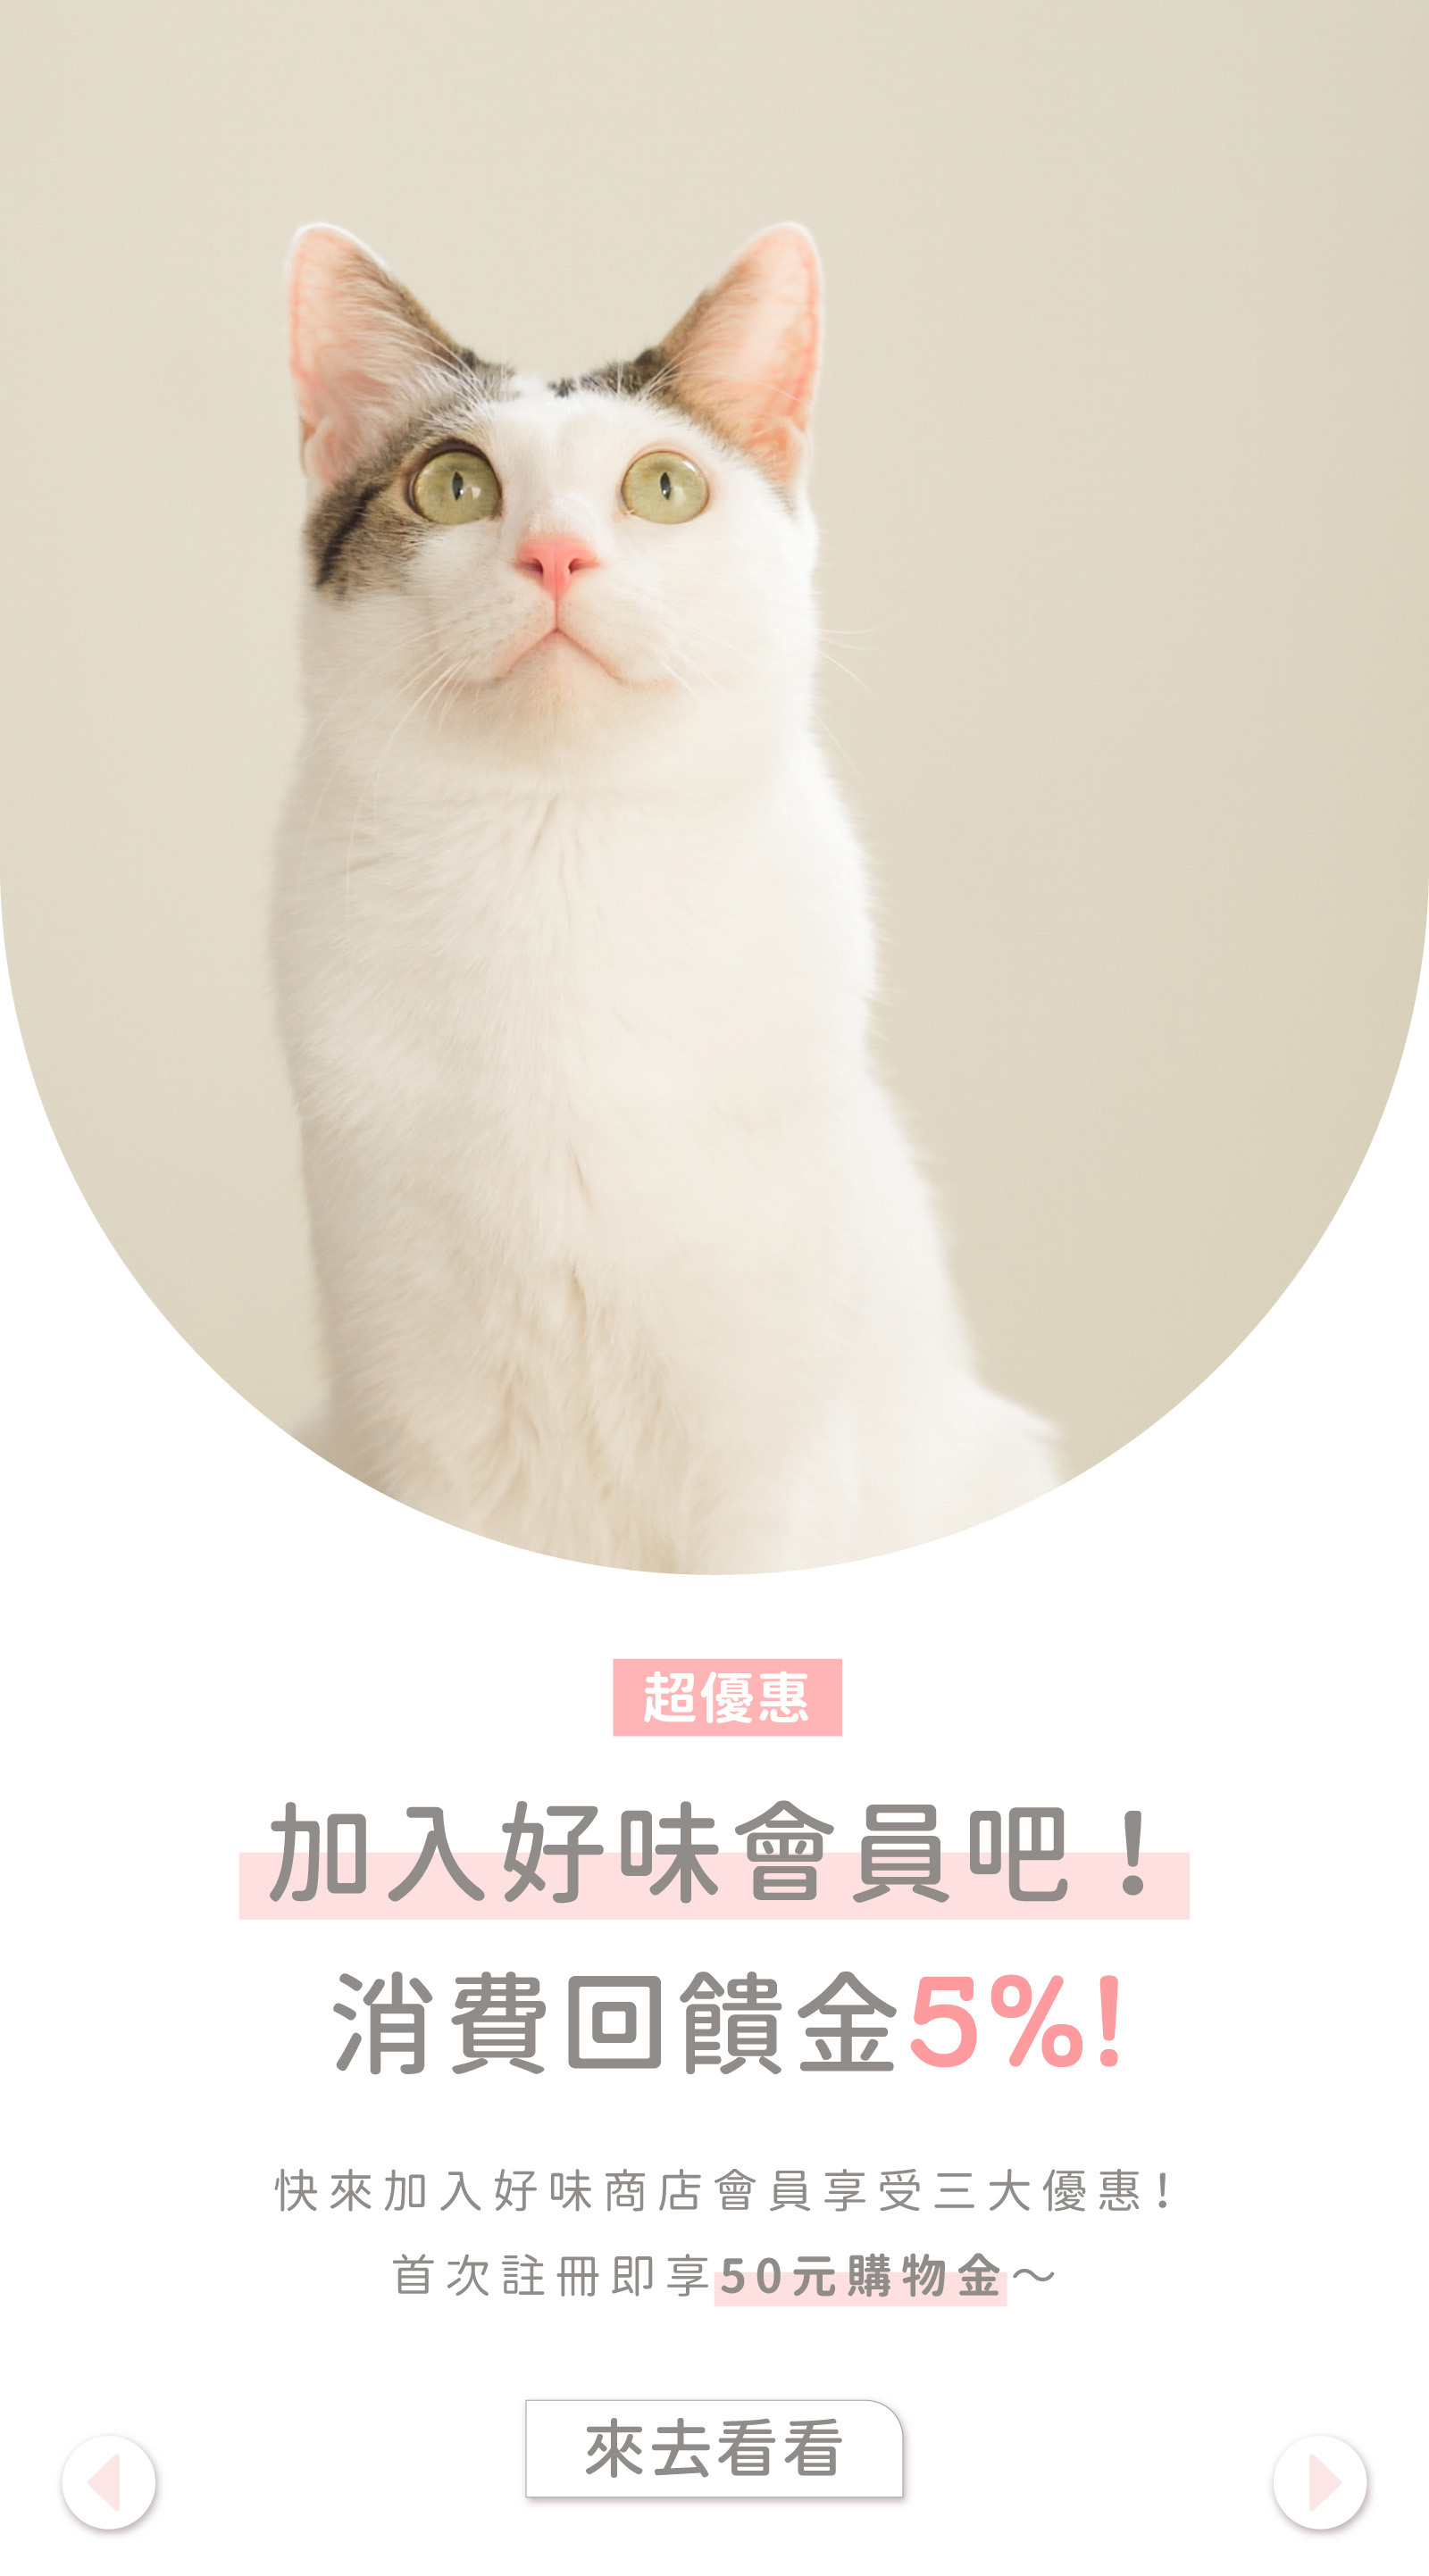 超優惠
加入好味會員吧！
消費回饋金5%!
快來加入好味商店會員享受三大優惠!
首次註冊即享50元購物金～
來去看看